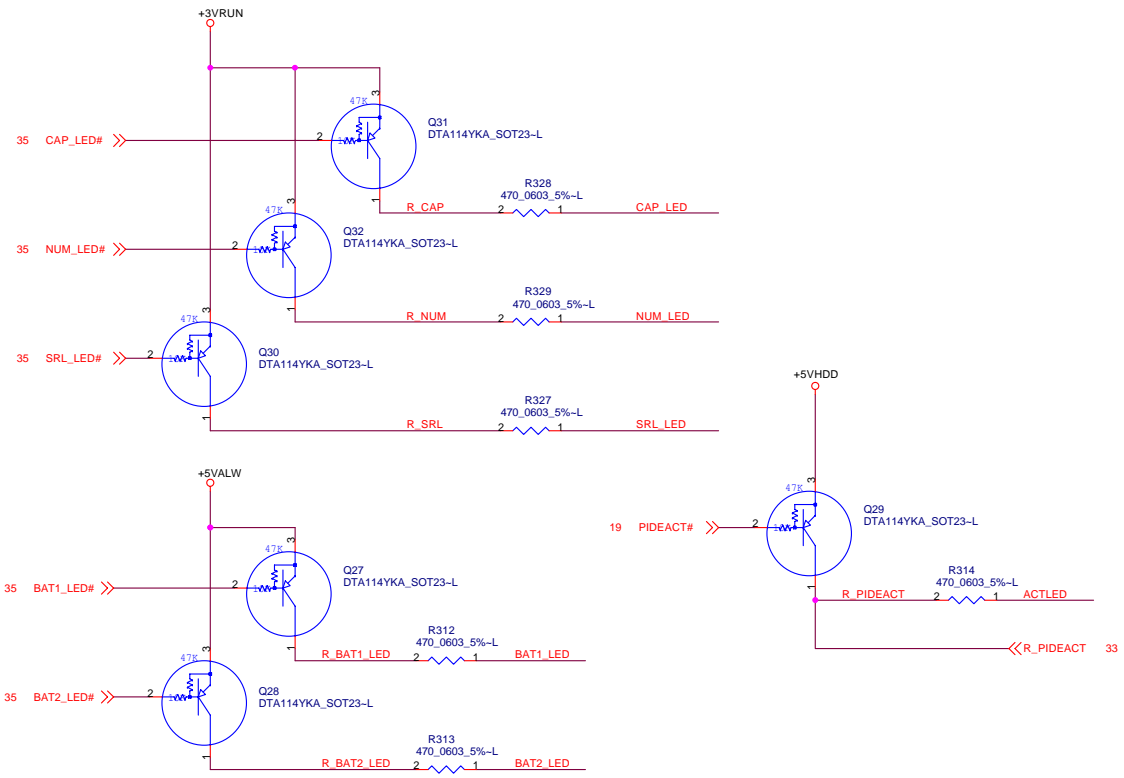 +3VRUN
47K
3
Q31
DTA114YKA_SOT23~L
35 CAP_LED#
2
1
R_CAP
R328
470_0603_5%~L
2
1
CAP_LED
47K
3
Q32
DTA114YKA_SOT23~L
35 NUM_LED#
2
1
R_NUM
R329
470_0603_5%~L
2
1
NUM_LED
47K
3
Q30
DTA114YKA_SOT23~L
35 SRL_LED#
2
1
R_SRL
R327
470_0603_5%~L
2
1
SRL_LED
+5VALW
47K
3
Q27
DTA114YKA_SOT23~L
35 BAT1_LED#
2
1
R_BAT1_LED
R312
470_0603_5%~L
2
1
BAT1_LED
47K
3
Q28
DTA114YKA_SOT23~L
35 BAT2_LED#
2
1
R_BAT2_LED
R313
470_0603_5%~L
2
1
BAT2_LED
+5VHDD
47K
3
Q29
DTA114YKA_SOT23~L
19 PIDEACT#
2
1
R_PIDEACT
R314
470_0603_5%~L
2
1
ACTLED
R_PIDEACT 33